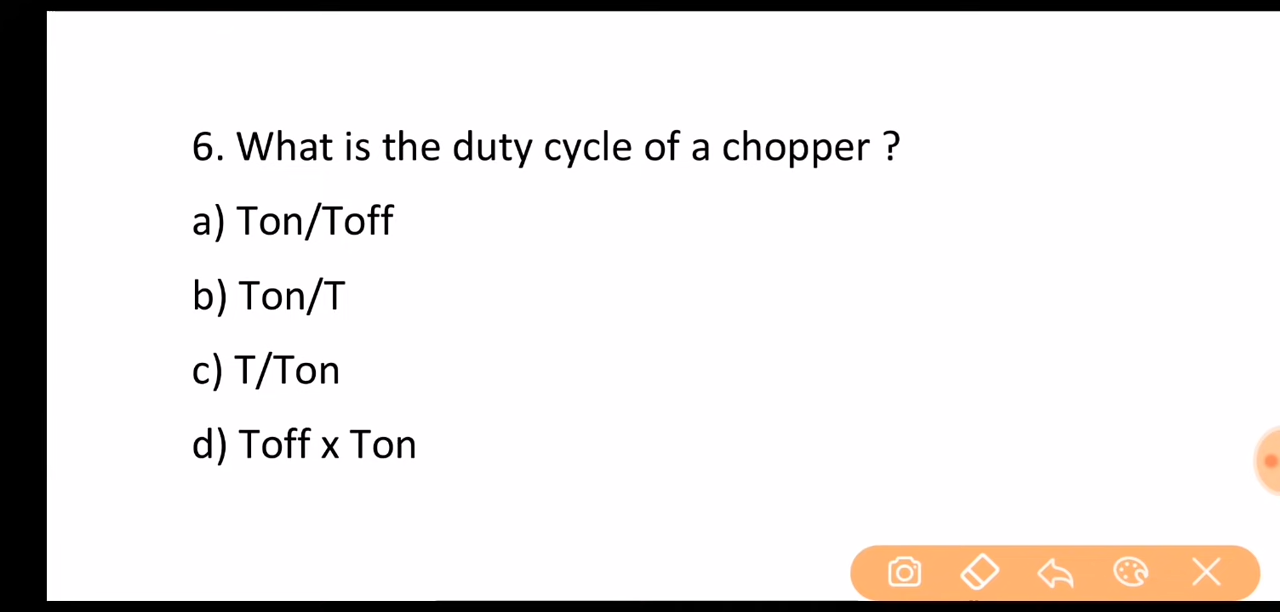 6. What is the duty cycle of a chopper ?
a) Ton/Toff
b) Ton/T
c) T/Ton
d) Toff x Ton